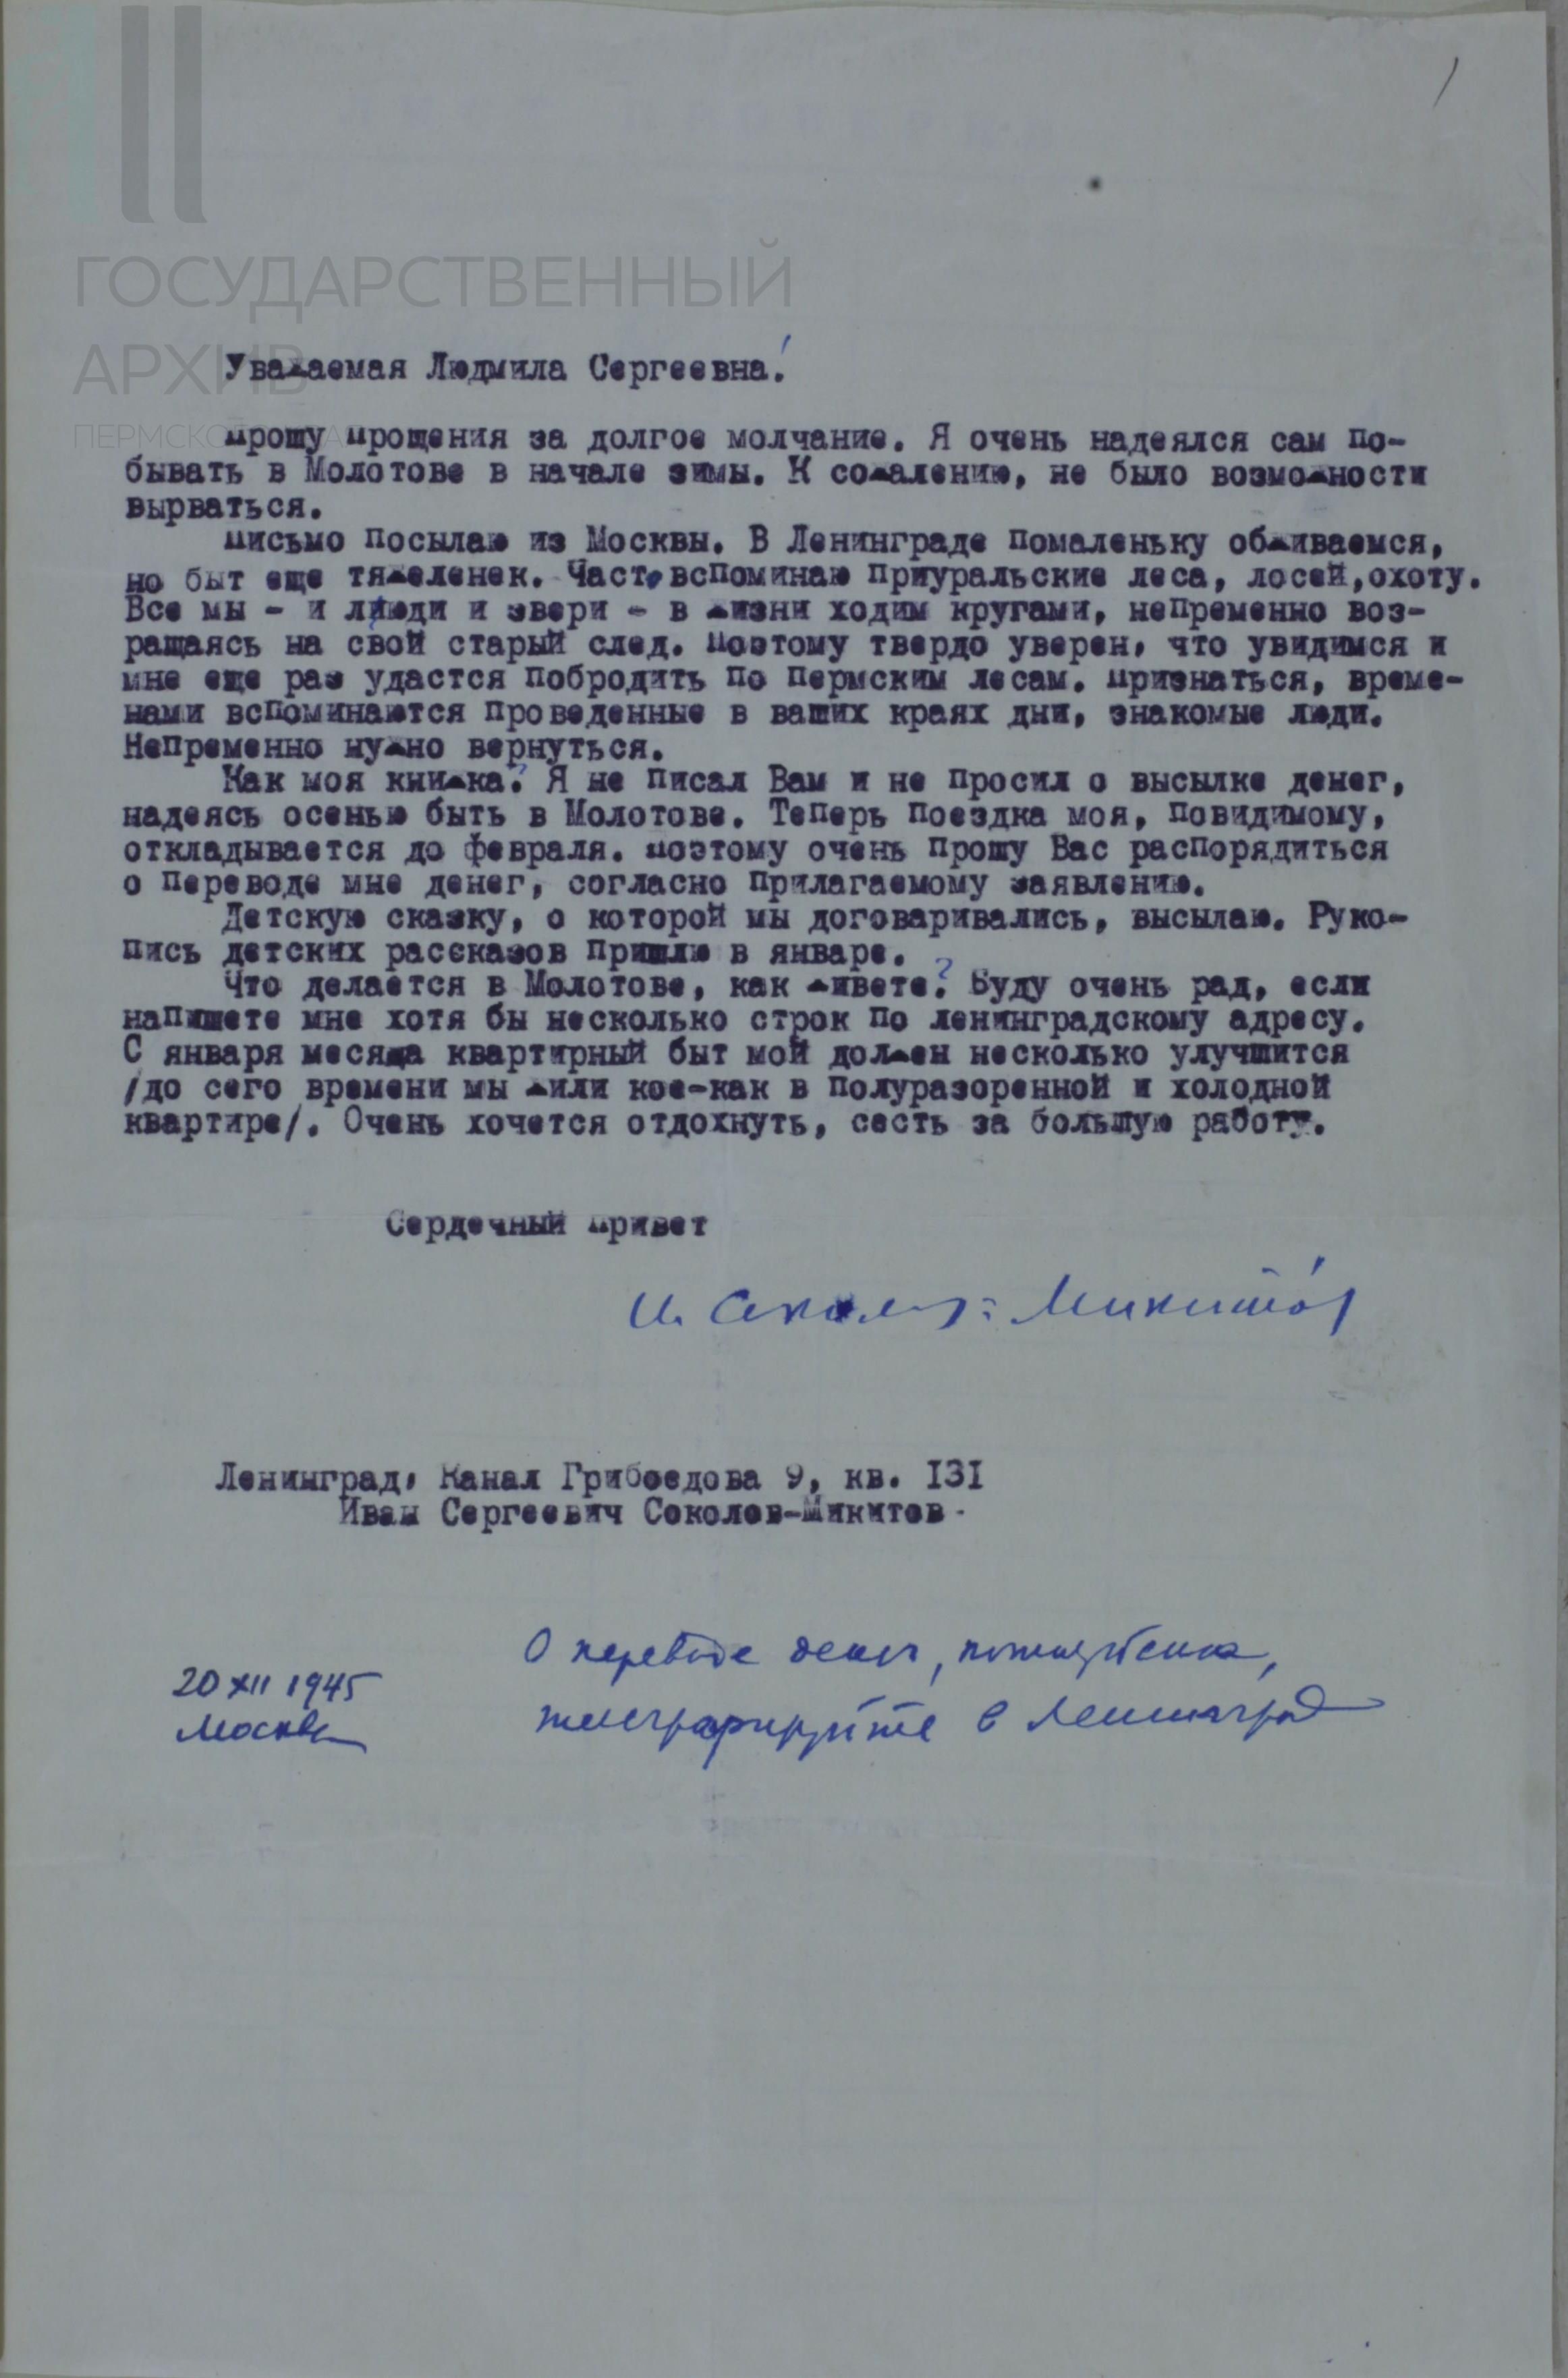 1
ГОСУДАРСТВЕННЫЙ
АРХИВ
Уважаемая Людмила Сергеевна!
Прошу прощения за долгое молчание. Я очень надеялся сам по-
бывать в Молотове в начале зимы. К сожалению, не было возможности
вырваться.
Письмо посылаю из Москвы. В Ленинграде помаленьку обживаемся,
но быт еще тяжеленек. Часто вспоминаю приуральские леса, лосей, охоту.
Все мы - и люди и звери - в жизни ходим кругами, непременно воз-
ращаясь на свой старый след. Поэтому твердо уверен, что увидимся и
мне еще раз удастся побродить по пермским лесам. Признаться, време-
нами вспоминаются проведенные в ваших краях дни, знакомые люди.
Непременно нужно вернуться.
Как моя книжка? Я не писал Вам и не просил о высылке денег,
надеясь осенью быть в Молотове. Теперь поездка моя, повидимому,
откладывается до февраля. Поэтому очень прошу Вас распорядиться
о переводе мне денег, согласно прилагаемому заявлению.
Детскую сказку, о которой мы договаривались, высылаю. Руко-
пись детских рассказов пришлю в январе.
Что делается в Молотове, как живете? Буду очень рад, если
напишете мне хотя бы несколько строк по ленинградскому адресу.
С января месяца квартирный быт мой должен несколько улучшится
/до сего времени мы жили кое-как в полуразоренной и холодной
квартире/. Очень хочется отдохнуть, сесть за большую работу.
Сердечный привет
И. Соколов-Микитов
Ленинград, Канал Грибоедова 9, кв. 131
Иван Сергеевич Соколов-Микитов.
О переводе денег, пожалуйста,
телеграфируйте в Ленинград
20 XII 1945
Москва